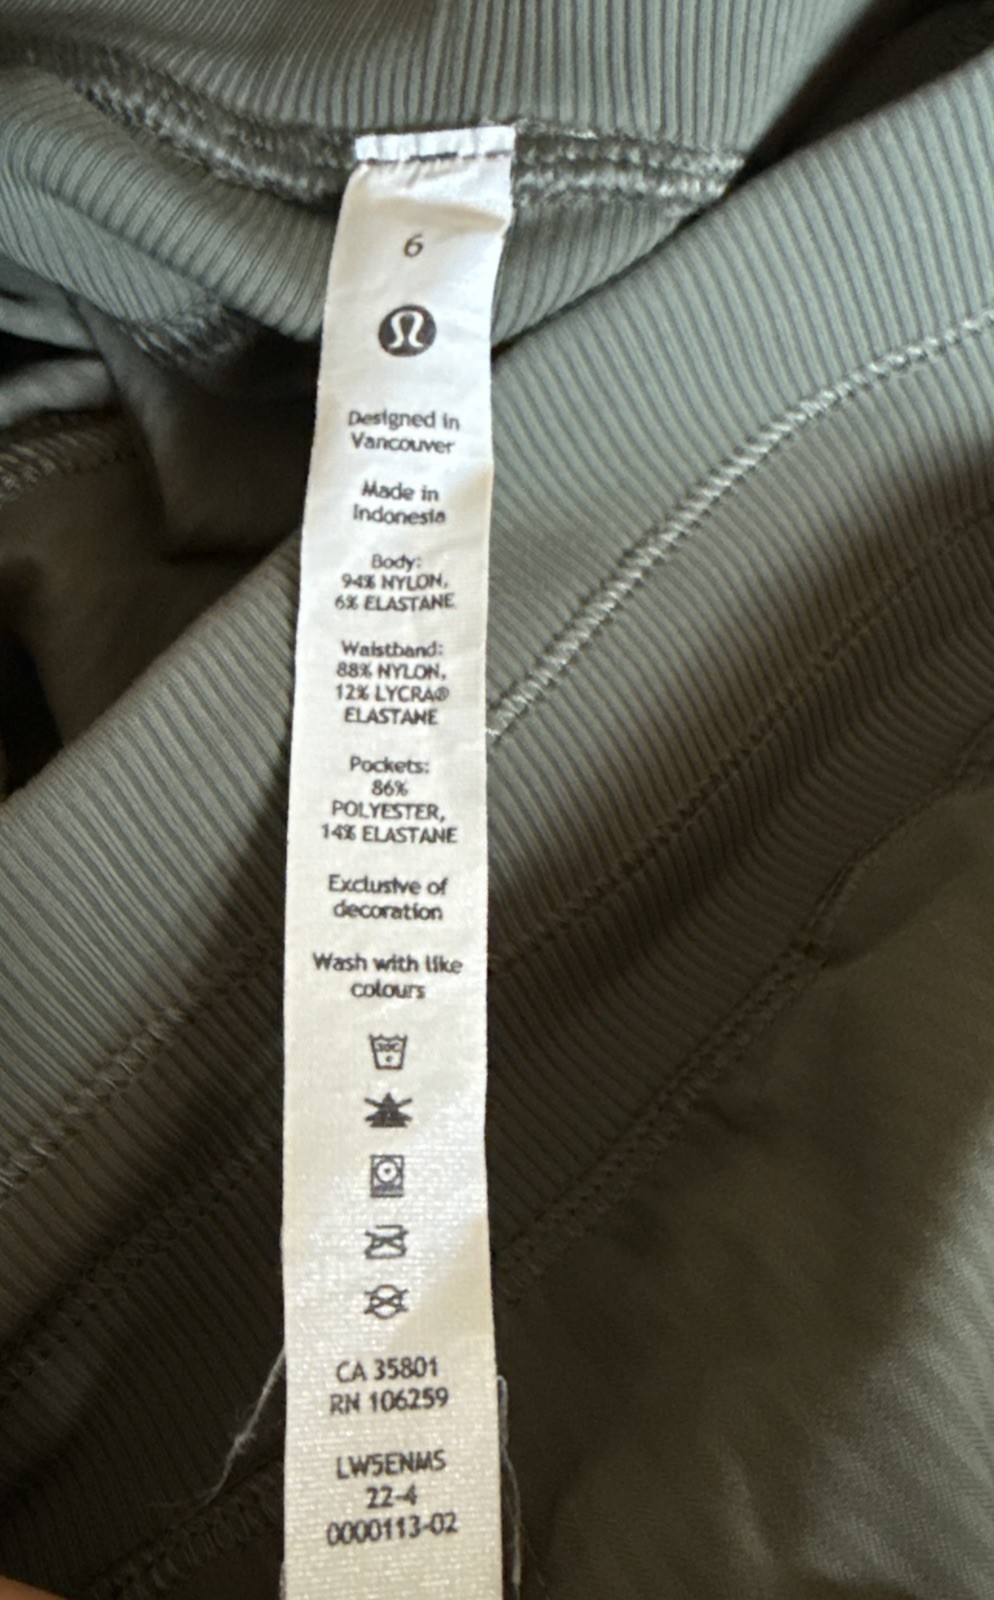 6
Designed in
Vancouver
Made in
Indonesia
Body:
94% NYLON,
6% ELASTANE
Waistband:
88% NYLON,
12% LYCRA®
ELASTANE
Pockets:
86%
POLYESTER,
14% ELASTANE
Exclusive of
decoration
Wash with like
colours
30C
CA 35801
RN 106259
LW5ENMS
22-4
0000113-02